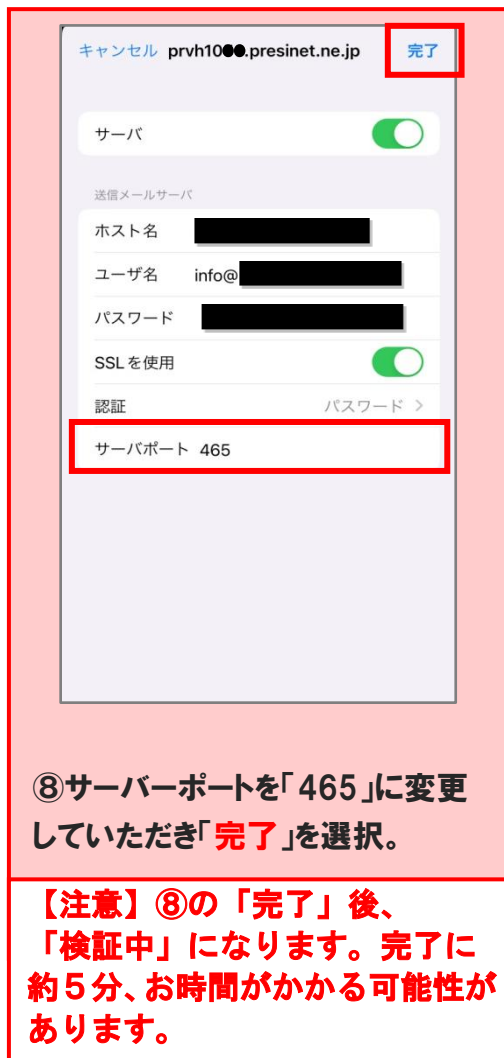 キャンセル prvh10●●.presinet.ne.jp 完了
サーバ
送信メールサーバ
ホスト名
ユーザ名 info@
パスワード
SSLを使用
認証 パスワード >
サーバポート 465
⑧サーバーポートを「465」に変更
していただき「完了」を選択。
【注意】⑧の「完了」後、
「検証中」になります。完了に
約５分、お時間がかかる可能性が
あります。